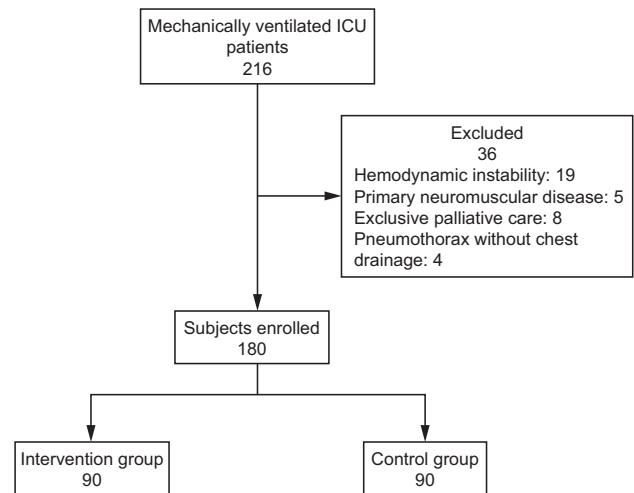 Mechanically ventilated ICU
patients
216
Excluded
36
Hemodynamic instability: 19
Primary neuromuscular disease: 5
Exclusive palliative care: 8
Pneumothorax without chest
drainage: 4
Subjects enrolled
180
Intervention group
90
Control group
90